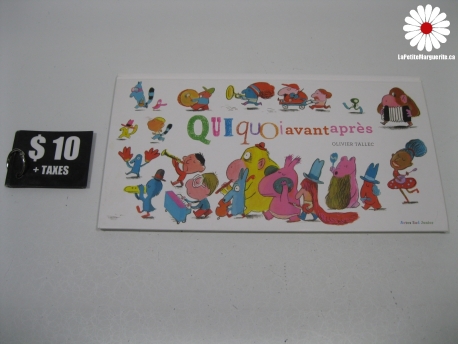 LaPetiteMarguerite.ca
$ 10
+ TAXES
QUI quoi avant après
OLIVIER TALLEC